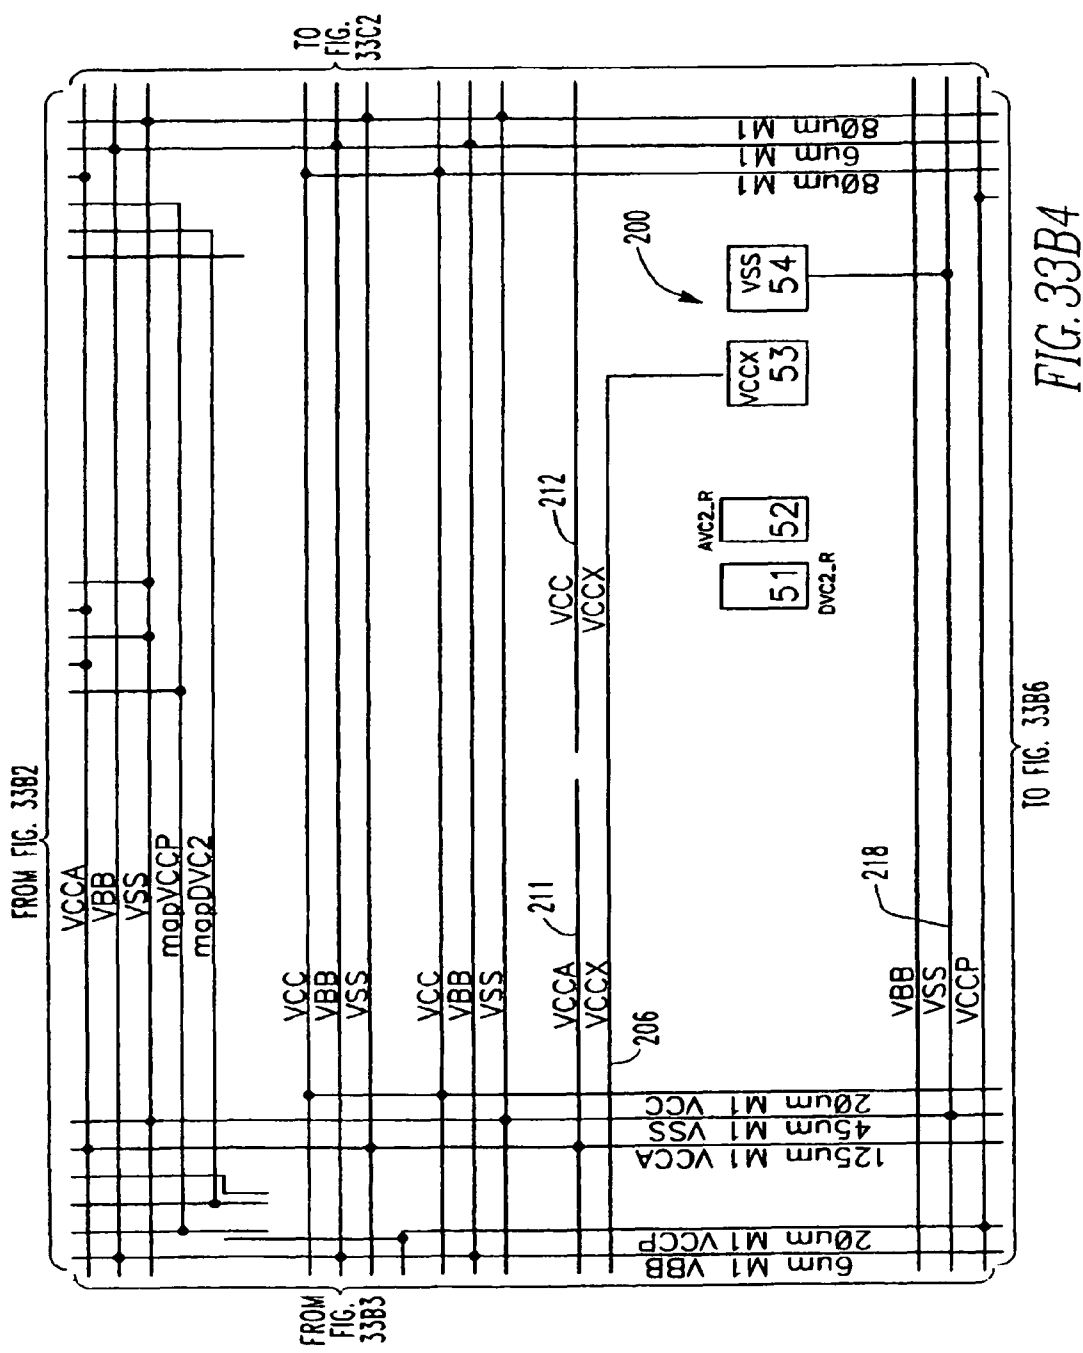 FROM FIG. 33B2
TO
FIG.
33C2
FROM
FIG.
33B3
TO FIG. 33B6
VCCA
VBB
VSS
mapVCCP
mapDVC2
VCC
VBB
VSS
VCC
VBB
VSS
VCCA
VCCX
211
206
VCC
VCCX
212
VBB
VSS
VCCP
218
6um M1 VBB
20um M1 VCCP
125um M1 VCCA
45um M1 VSS
20um M1 VCC
80um M1
6um M1
80um M1
51
DVC2_R
AVC2_R
52
VCCX
53
VSS
54
200
FIG. 33B4